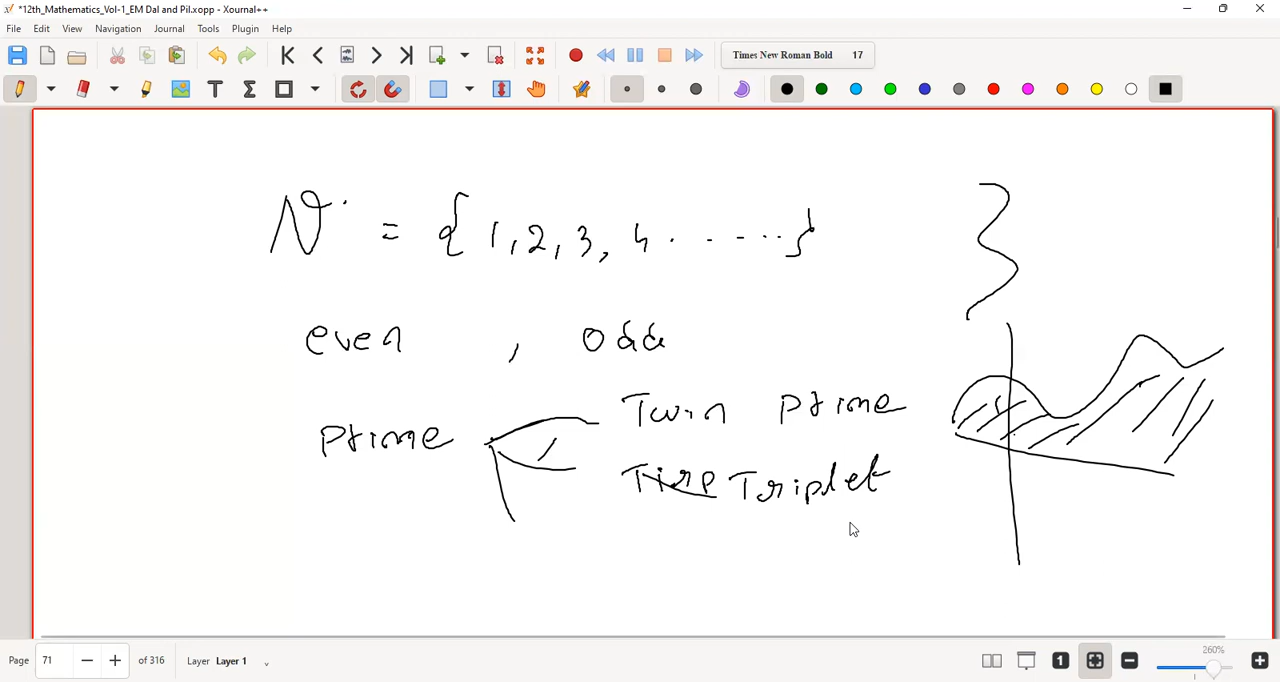 *12th_Mathematics_Vol-1_EM Dal and Pil.xopp - Xournal++
File Edit View Navigation Journal Tools Plugin Help
Times New Roman Bold 17
N = {1, 2, 3, 4. . -- ..}
even , odd
Twin prime
prime
Tirp Triplet
Page 71 of 316 Layer Layer 1 260%